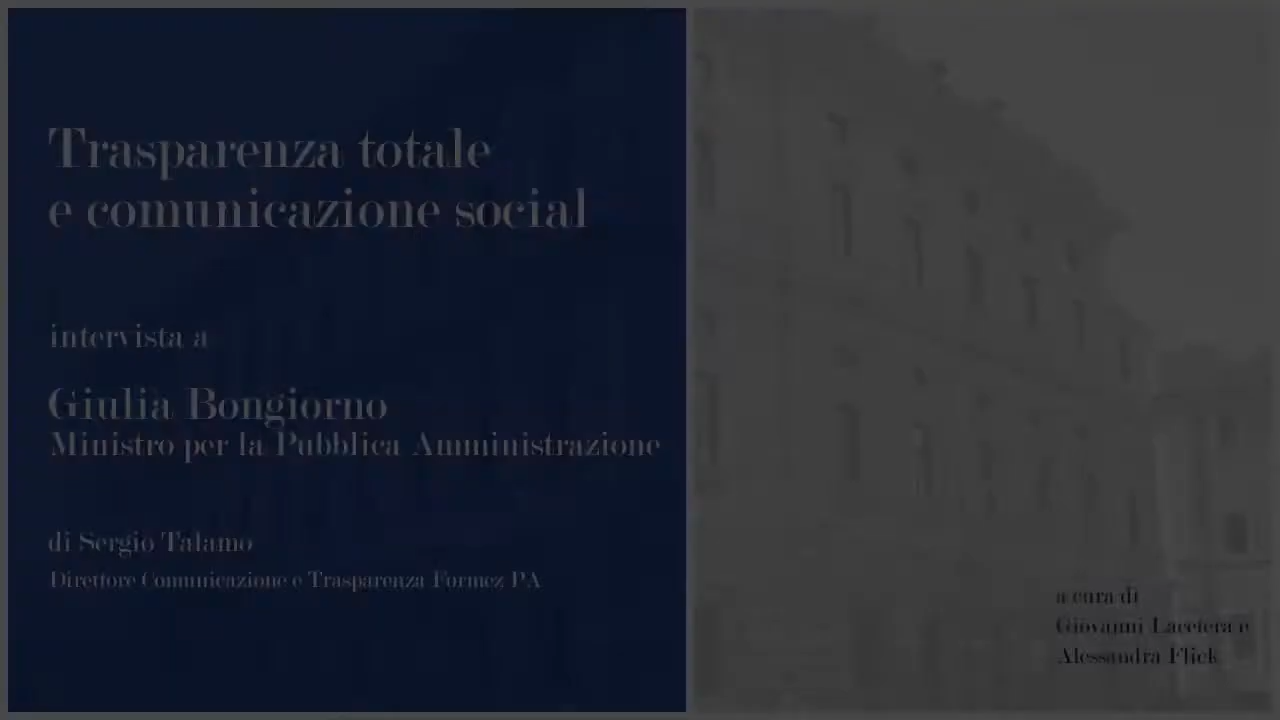 Trasparenza totale
e comunicazione social
intervista a
Giulia Bongiorno
Ministro per la Pubblica Amministrazione
di Sergio Talamo
Direttore Comunicazione e Trasparenza Formez PA
a cura di
Giovanni Lacetera e
Alessandra Flick